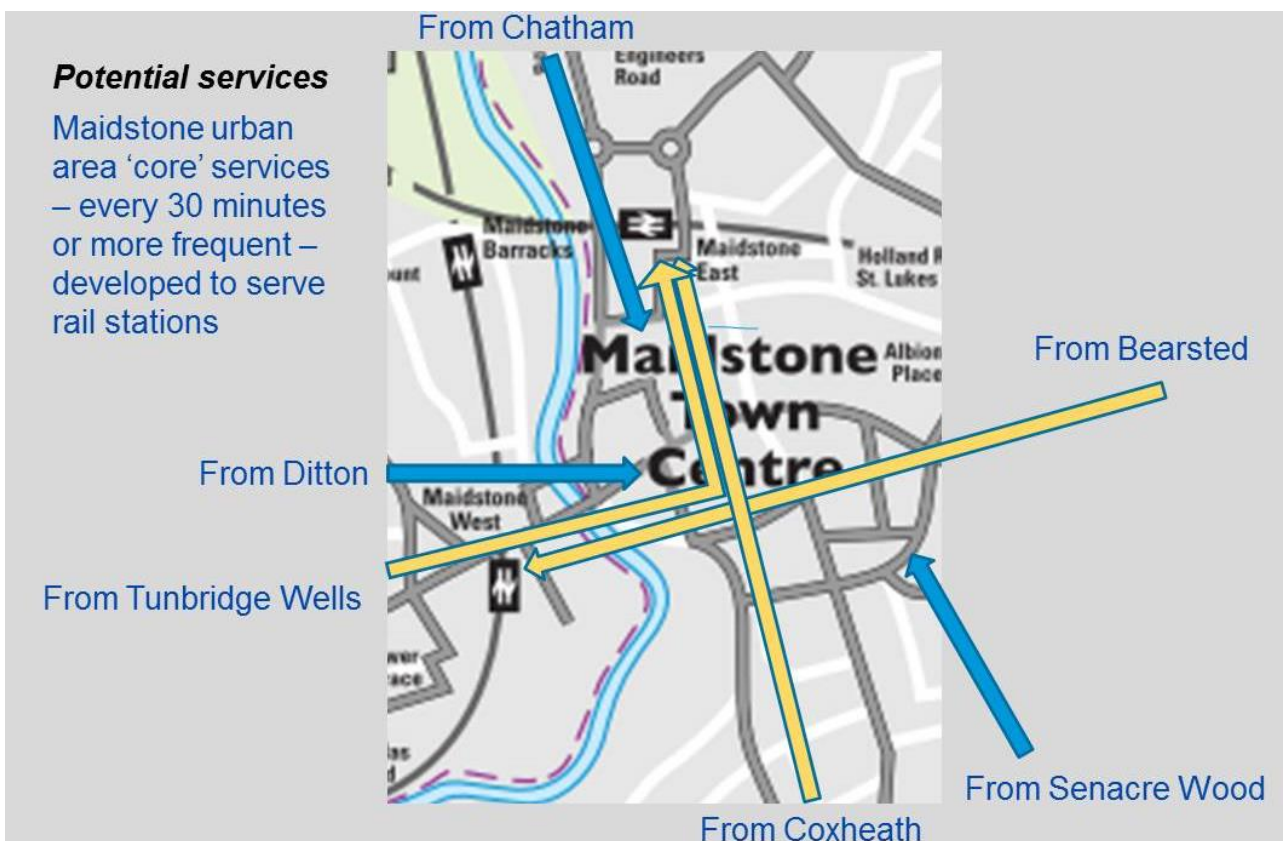 From Chatham
Potential services
Maidstone urban
area ‘core’ services
– every 30 minutes
or more frequent –
developed to serve
rail stations
Engineers
Road
Maidstone
Barracks
Maidstone
East
Holland R
St. Lukes
Maidstone
Town
Centre
Albion
Place
From Bearsted
From Ditton
Maidstone
West
From Tunbridge Wells
From Senacre Wood
From Coxheath